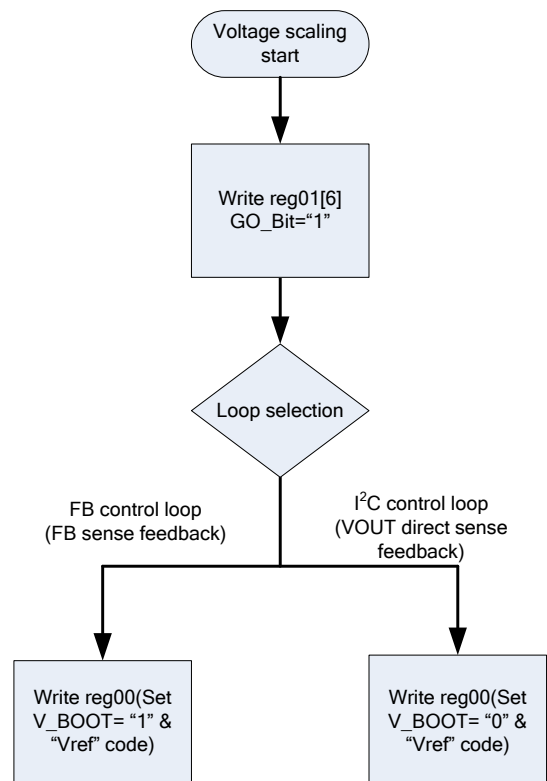 Voltage scaling
start
Write reg01[6]
GO_Bit=“1”
Loop selection
FB control loop
(FB sense feedback)
I²C control loop
(VOUT direct sense
feedback)
Write reg00(Set
V_BOOT= “1” &
“Vref” code)
Write reg00(Set
V_BOOT= “0” &
“Vref” code)